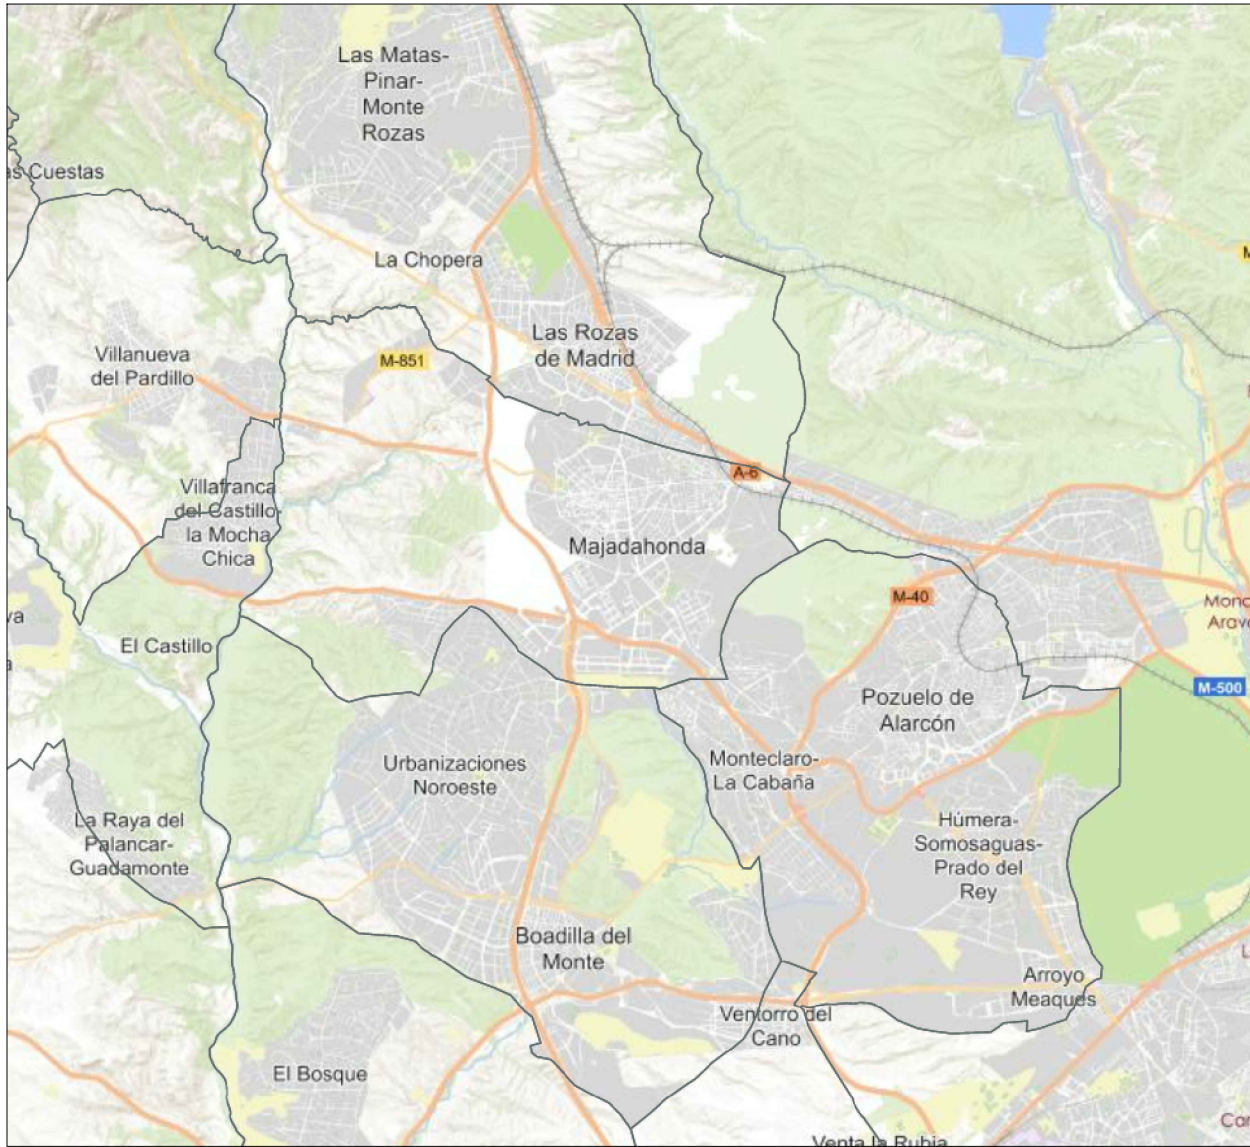 Las Matas-
Pinar-
Monte
Rozas
Cuestas
La Chopera
Las Rozas
de Madrid
Villanueva
del Pardillo
M-851
Villafranca
del Castillo-
la Mocha
Chica
A-6
Majadahonda
M-40
El Castillo
M-500
Pozuelo de
Alarcón
Urbanizaciones
Noroeste
Monteclaro-
La Cabaña
La Raya del
Palancar-
Guadamonte
Húmera-
Somosaguas-
Prado del
Rey
Boadilla del
Monte
Arroyo
Meaques
Ventorro del
Cano
El Bosque
Venta la Rubia